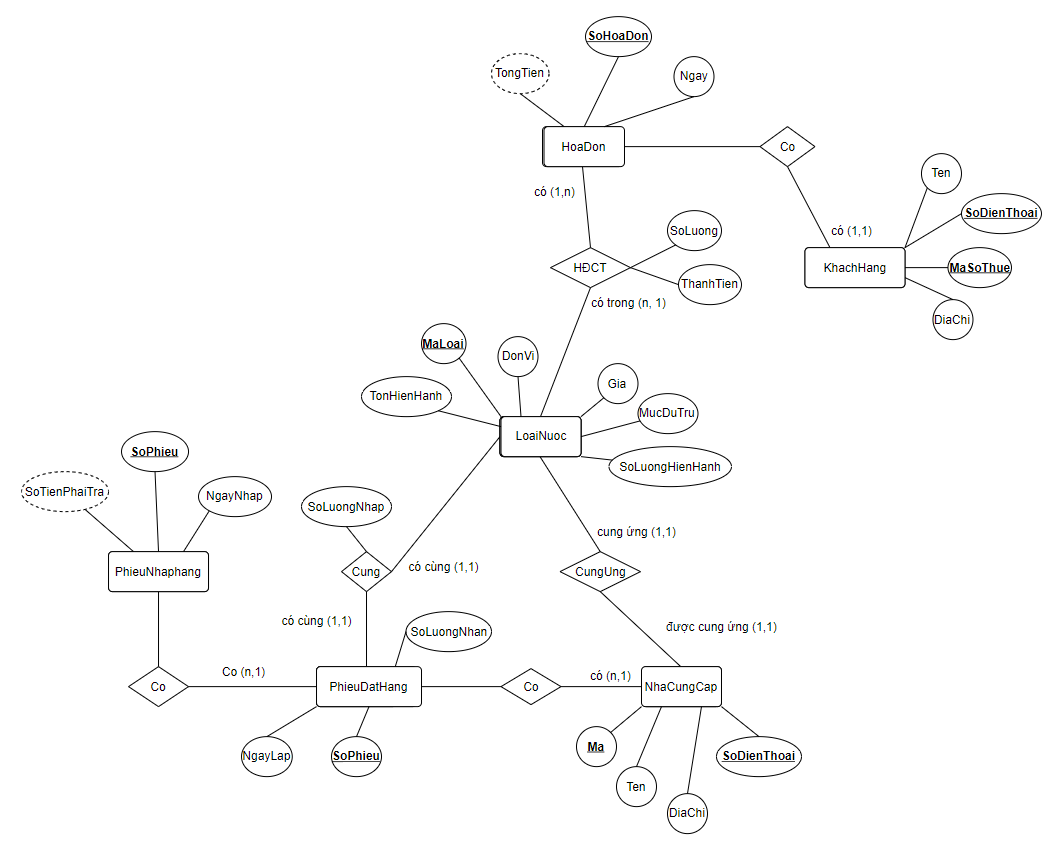 SoHoaDon
TongTien
Ngay
HoaDon
Co
có (1,n)
Ten
SoDienThoai
có (1,1)
SoLuong
KhachHang
MaSoThue
HĐCT
ThanhTien
có trong (n, 1)
DiaChi
MaLoai
DonVi
Gia
TonHienHanh
MucDuTru
LoaiNuoc
SoPhieu
SoLuongHienHanh
SoTienPhaiTra
NgayNhap
SoLuongNhap
cung ứng (1,1)
PhieuNhaphang
Cung
có cùng (1,1)
CungUng
có cùng (1,1)
SoLuongNhan
được cung ứng (1,1)
Co
Co (n,1)
PhieuDatHang
Co
có (n,1)
NhaCungCap
NgayLap
SoPhieu
Ma
SoDienThoai
Ten
DiaChi